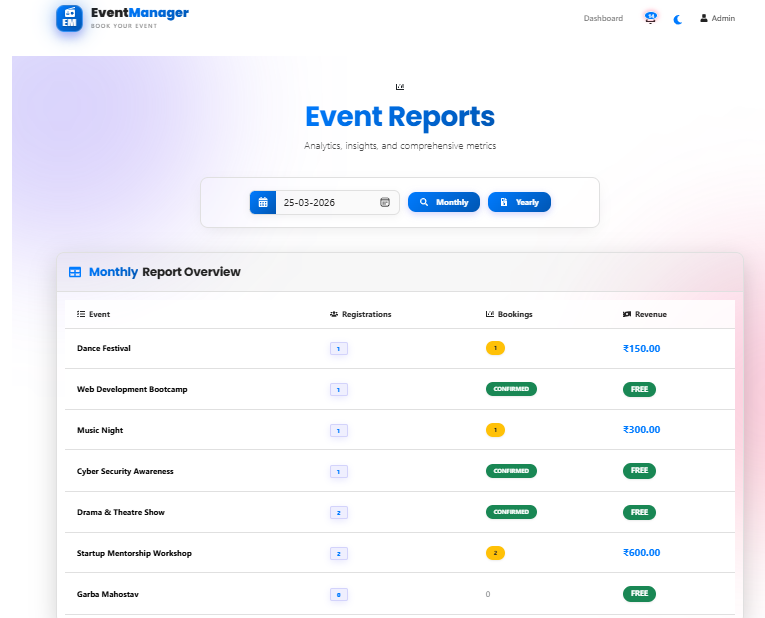 EventManager
BOOK YOUR EVENT
EM
Dashboard
Admin
Event Reports
Analytics, insights, and comprehensive metrics
25-03-2026
Monthly
Yearly
Monthly Report Overview
Event Registrations Bookings Revenue
Dance Festival 1 1 ₹150.00
Web Development Bootcamp 1 CONFIRMED FREE
Music Night 1 1 ₹300.00
Cyber Security Awareness 1 CONFIRMED FREE
Drama & Theatre Show 2 CONFIRMED FREE
Startup Mentorship Workshop 2 2 ₹600.00
Garba Mahostav 0 0 FREE